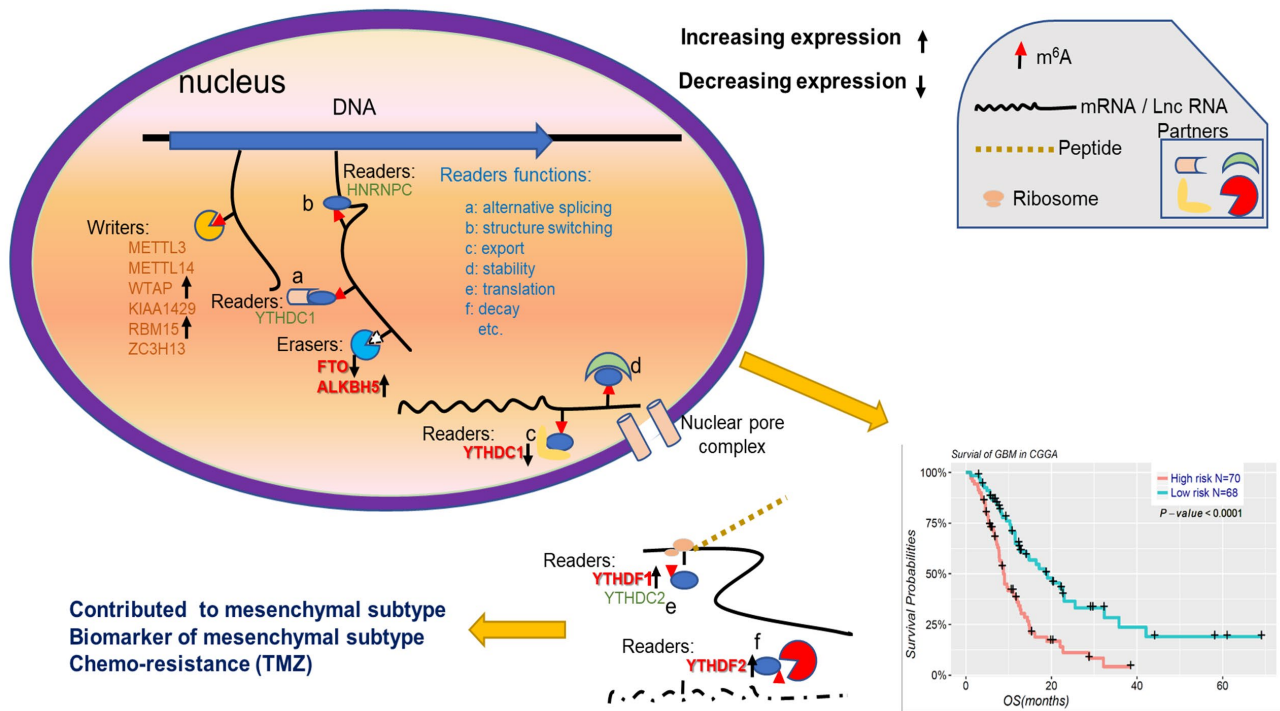 nucleus
DNA
Increasing expression
Decreasing expression
m6A
mRNA / Lnc RNA
Partners
Peptide
Ribosome
Readers:
HNRNPC
b
Readers functions:
a: alternative splicing
b: structure switching
c: export
d: stability
e: translation
f: decay
etc.
Writers:
METTL3
METTL14
WTAP
KIAA1429
RBM15
ZC3H13
a
Readers:
YTHDC1
Erasers:
FTO
ALKBH5
d
Readers:
c
YTHDC1
Nuclear pore
complex
Readers:
YTHDF1
YTHDC2
e
Readers:
f
YTHDF2
Contributed to mesenchymal subtype
Biomarker of mesenchymal subtype
Chemo-resistance (TMZ)
Survial of GBM in CGGA
High risk N=70
Low risk N=68
P – value < 0.0001
Survival Probabilities
100%
75%
50%
25%
0%
0 20 40 60
OS(months)